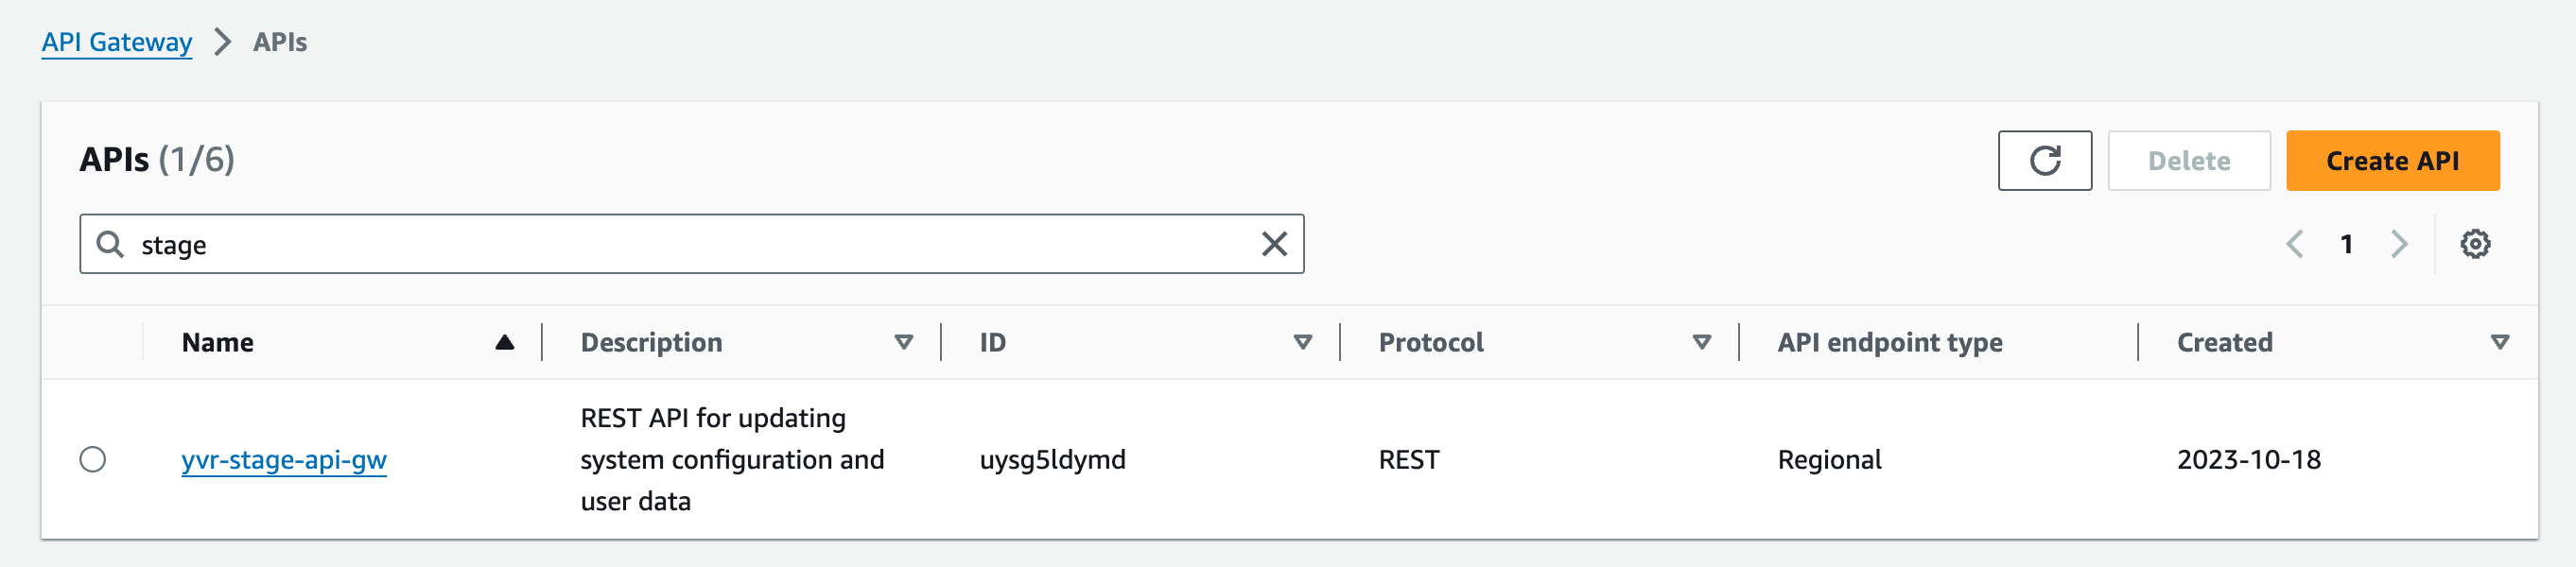 API Gateway > APIs
APIs (1/6)
Delete
Create API
stage
1
Name
Description
ID
Protocol
API endpoint type
Created
yvr-stage-api-gw
REST API for updating
system configuration and
user data
uysg5ldymd
REST
Regional
2023-10-18